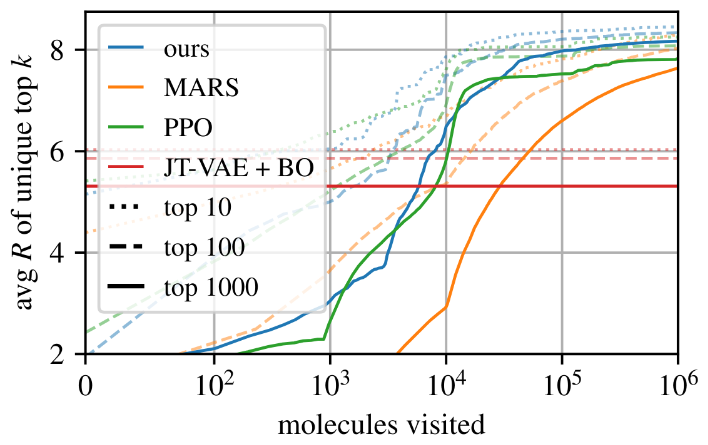 avg R of unique top k
8
6
4
2
ours
MARS
PPO
JT-VAE + BO
top 10
top 100
top 1000
0 10² 10³ 10⁴ 10⁵ 10⁶
molecules visited